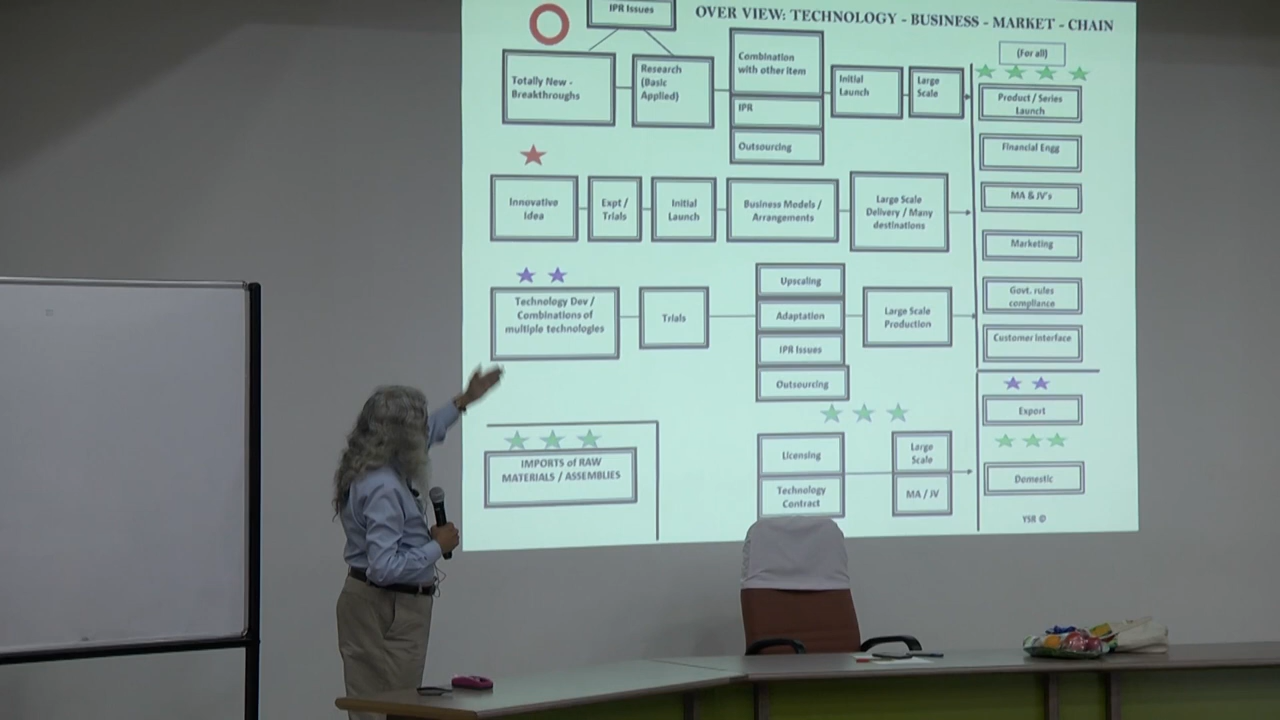 IPR Issues
OVER VIEW: TECHNOLOGY - BUSINESS - MARKET - CHAIN
Totally New -
Breakthroughs
Research
(Basic
Applied)
Combination
with other item
IPR
Outsourcing
Initial
Launch
Large
Scale
(For all)
Product / Series
Launch
Financial Engg
MA & JV's
Marketing
Govt. rules
compliance
Customer Interface
Innovative
Idea
Expt /
Trials
Initial
Launch
Business Models /
Arrangements
Large Scale
Delivery / Many
destinations
Technology Dev /
Combinations of
multiple technologies
Trials
Upscaling
Adaptation
IPR Issues
Outsourcing
Large Scale
Production
Export
Domestic
IMPORTS of RAW
MATERIALS / ASSEMBLIES
Licensing
Technology
Contract
Large
Scale
MA / JV
YSR ©